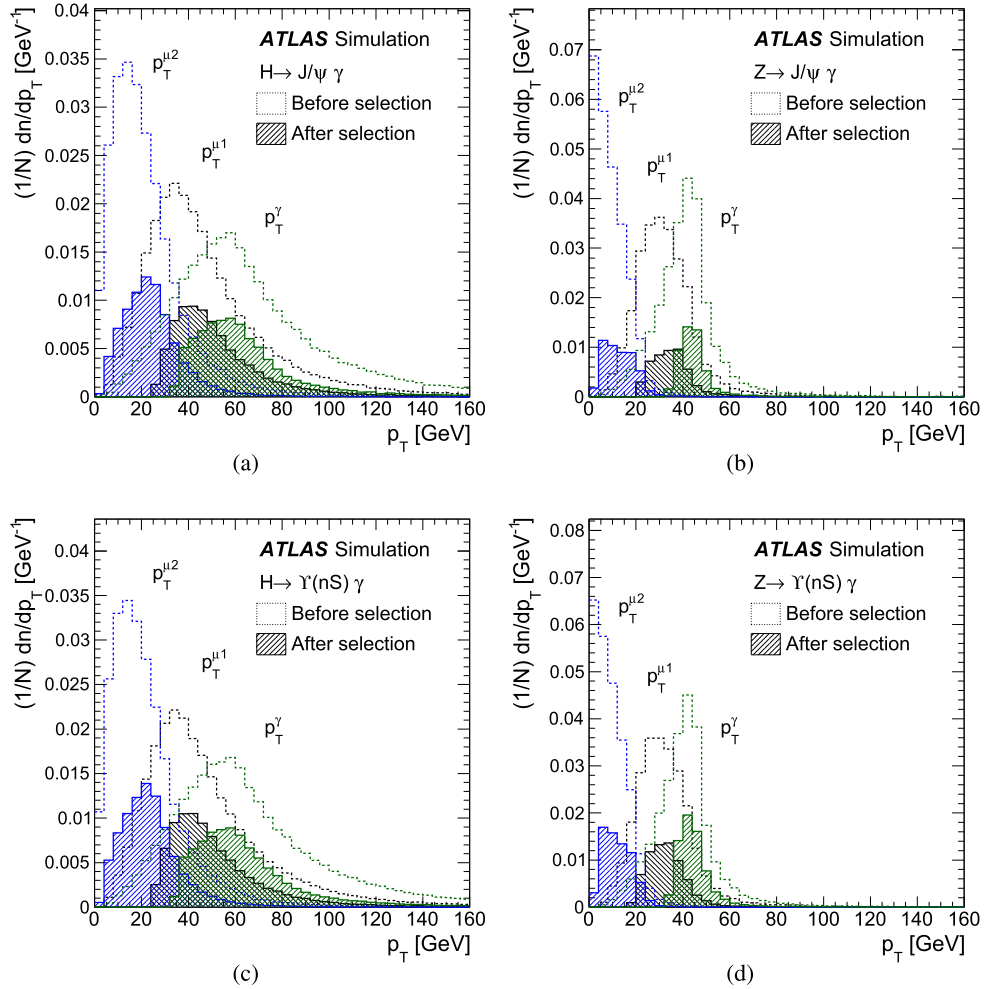 (1/N) dn/dp_T [GeV⁻¹]
0.04
0.035
0.03
0.025
0.02
0.015
0.01
0.005
0
ATLAS Simulation
H→ J/ψ γ
Before selection
After selection
p_T^μ2
p_T^μ1
p_T^γ
0 20 40 60 80 100 120 140 160
p_T [GeV]
(a)
(1/N) dn/dp_T [GeV⁻¹]
0.07
0.06
0.05
0.04
0.03
0.02
0.01
0
ATLAS Simulation
Z→ J/ψ γ
Before selection
After selection
p_T^μ2
p_T^μ1
p_T^γ
0 20 40 60 80 100 120 140 160
p_T [GeV]
(b)
(1/N) dn/dp_T [GeV⁻¹]
0.04
0.035
0.03
0.025
0.02
0.015
0.01
0.005
0
ATLAS Simulation
H→ ϒ(nS) γ
Before selection
After selection
p_T^μ2
p_T^μ1
p_T^γ
0 20 40 60 80 100 120 140 160
p_T [GeV]
(c)
(1/N) dn/dp_T [GeV⁻¹]
0.08
0.07
0.06
0.05
0.04
0.03
0.02
0.01
0
ATLAS Simulation
Z→ ϒ(nS) γ
Before selection
After selection
p_T^μ2
p_T^μ1
p_T^γ
0 20 40 60 80 100 120 140 160
p_T [GeV]
(d)